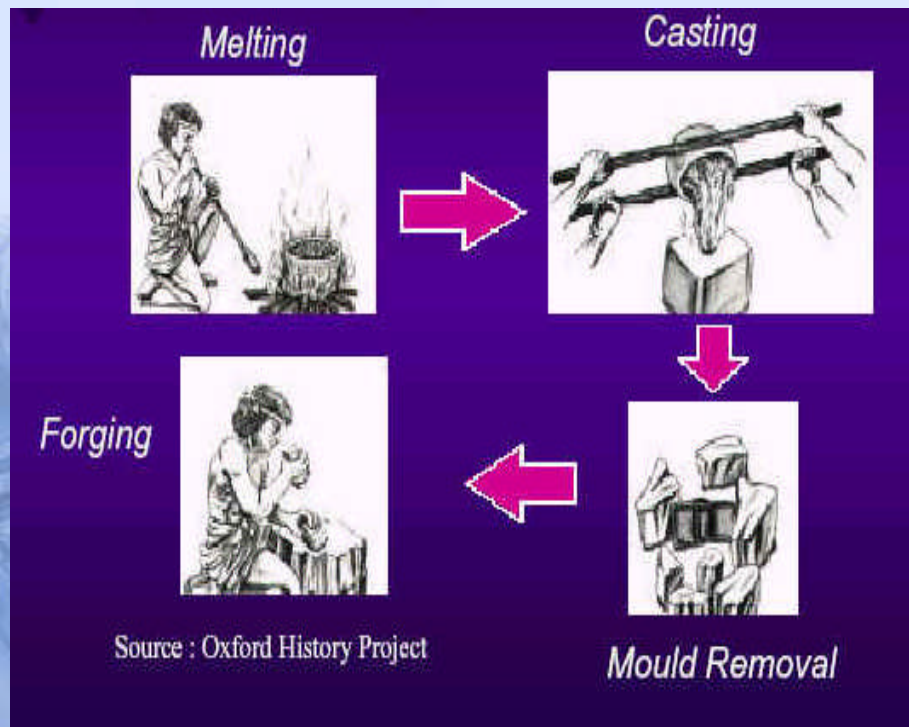 Melting
Casting
Forging
Mould Removal
Source : Oxford History Project